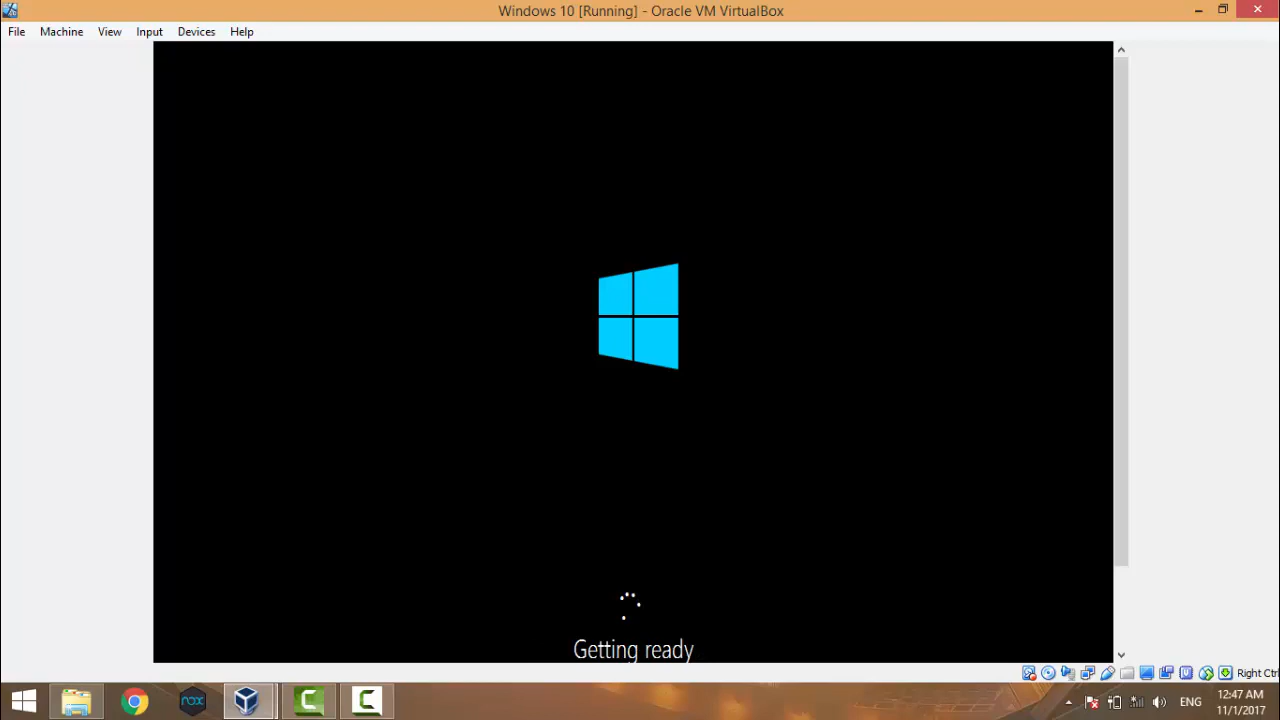 Windows 10 [Running] - Oracle VM VirtualBox
File Machine View Input Devices Help
Getting ready
Right Ctrl
nox
ENG
12:47 AM
11/1/2017